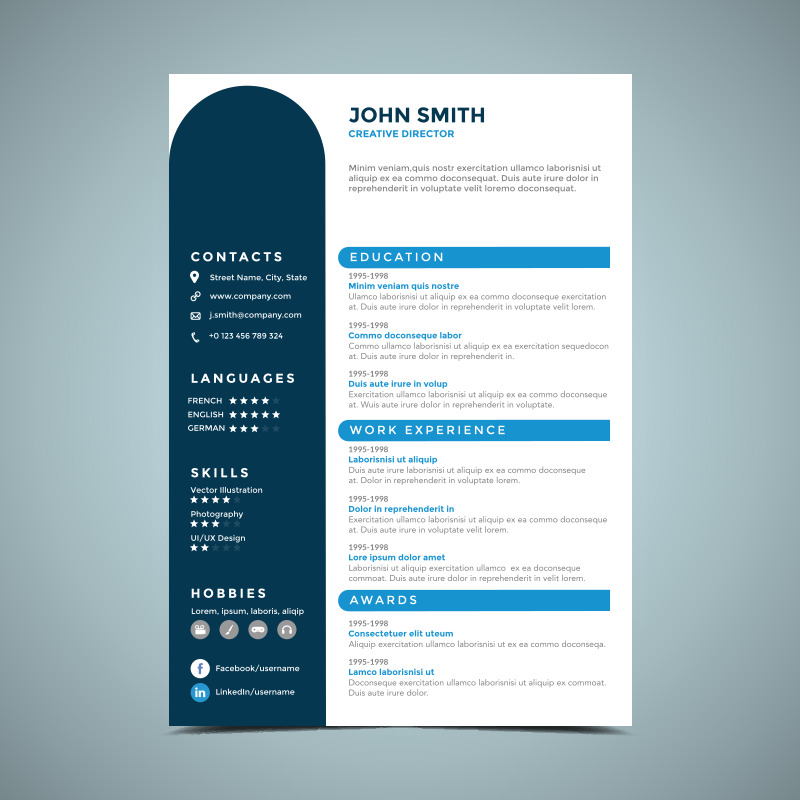 JOHN SMITH
CREATIVE DIRECTOR
Minim veniam,quis nostr exercitation ullamco laborisnisi ut
aliquip ex ea commo doconsequat. Duis aute irure dolor in
reprehenderit in voluptate velit loremo doconsequat.
CONTACTS
Street Name, City, State
www.company.com
j.smith@company.com
+0 123 456 789 324
LANGUAGES
FRENCH
ENGLISH
GERMAN
SKILLS
Vector Illustration
Photography
UI/UX Design
HOBBIES
Lorem, ipsum, laboris, aliqip
f Facebook/username
in LinkedIn/username
EDUCATION
1995-1998
Minim veniam quis nostre
Ulamco laborisnisi ut aliquip ex ea commo doconseque exercitation
at. Duis aute irure dolor in reprehenderit in voluptate velit lorem.
1995-1998
Commo doconseque labor
Commo ullamco laborisnisi ut aliquip ex ea exercitation sequedocon
at. Duis aute irure dolor in reprehenderit in.
1995-1998
Duis aute irure in volup
Exercitation ullamco laborisnisi ut aliquip ex ea commo doconseque
at. Wuis aute irure dolor in reprehenderit in voluptate.
WORK EXPERIENCE
1995-1998
Laborisnisi ut aliquip
Duis aute irure ullamco laborisnisi ut aliquip ex ea doconseque
at. Dolor in reprehenderit in voluptate lorem.
1995-1998
Dolor in reprehenderit in
Exercitation ullamco laborisnisi ut aliquip ex ea commo doconseque
at. Duis aute irure in voluptate velit lorem.
1995-1998
Lore ipsum dolor amet
Laborisnisi ut aliquip exercitation ullamco ex ea doconseque
commoat. Duis aute irure dolor in reprehenderit in velit lorem.
AWARDS
1995-1998
Consectetuer elit uteum
Aliquip exercitation ullamco laborisnisi ut ex ea commo doconseqa.
1995-1998
Lamco laborisnisi ut
Doconseque exercitation ullamco laborisnisi ut aliquip ex commoat.
Duis aute irure dolor.